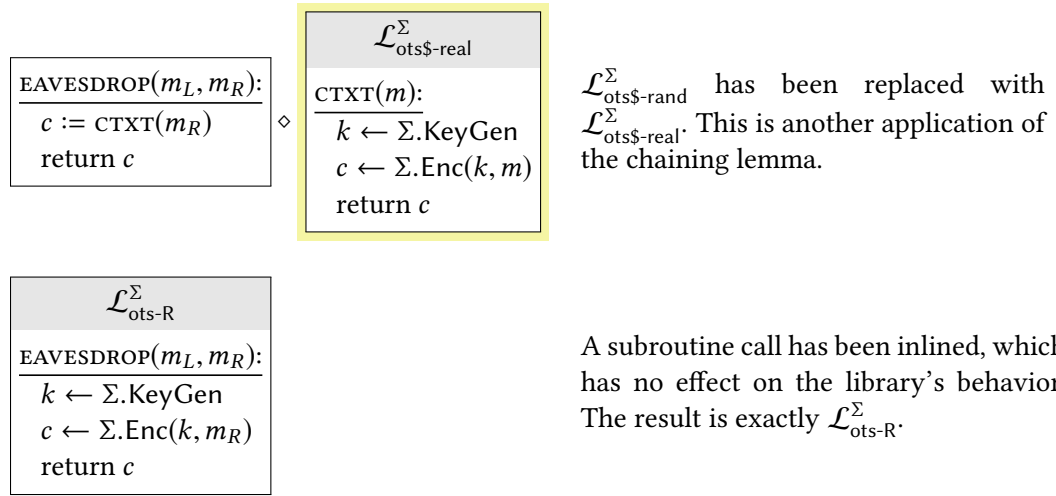 𝓛^Σ_ots$-real
EAVESDROP(m_L, m_R):
c := CTXT(m_R)
return c
⋄
CTXT(m):
k ← Σ.KeyGen
c ← Σ.Enc(k, m)
return c
𝓛^Σ_ots$-rand has been replaced with
𝓛^Σ_ots$-real. This is another application of
the chaining lemma.
𝓛^Σ_ots-R
EAVESDROP(m_L, m_R):
k ← Σ.KeyGen
c ← Σ.Enc(k, m_R)
return c
A subroutine call has been inlined, which
has no effect on the library's behavior
The result is exactly 𝓛^Σ_ots-R.